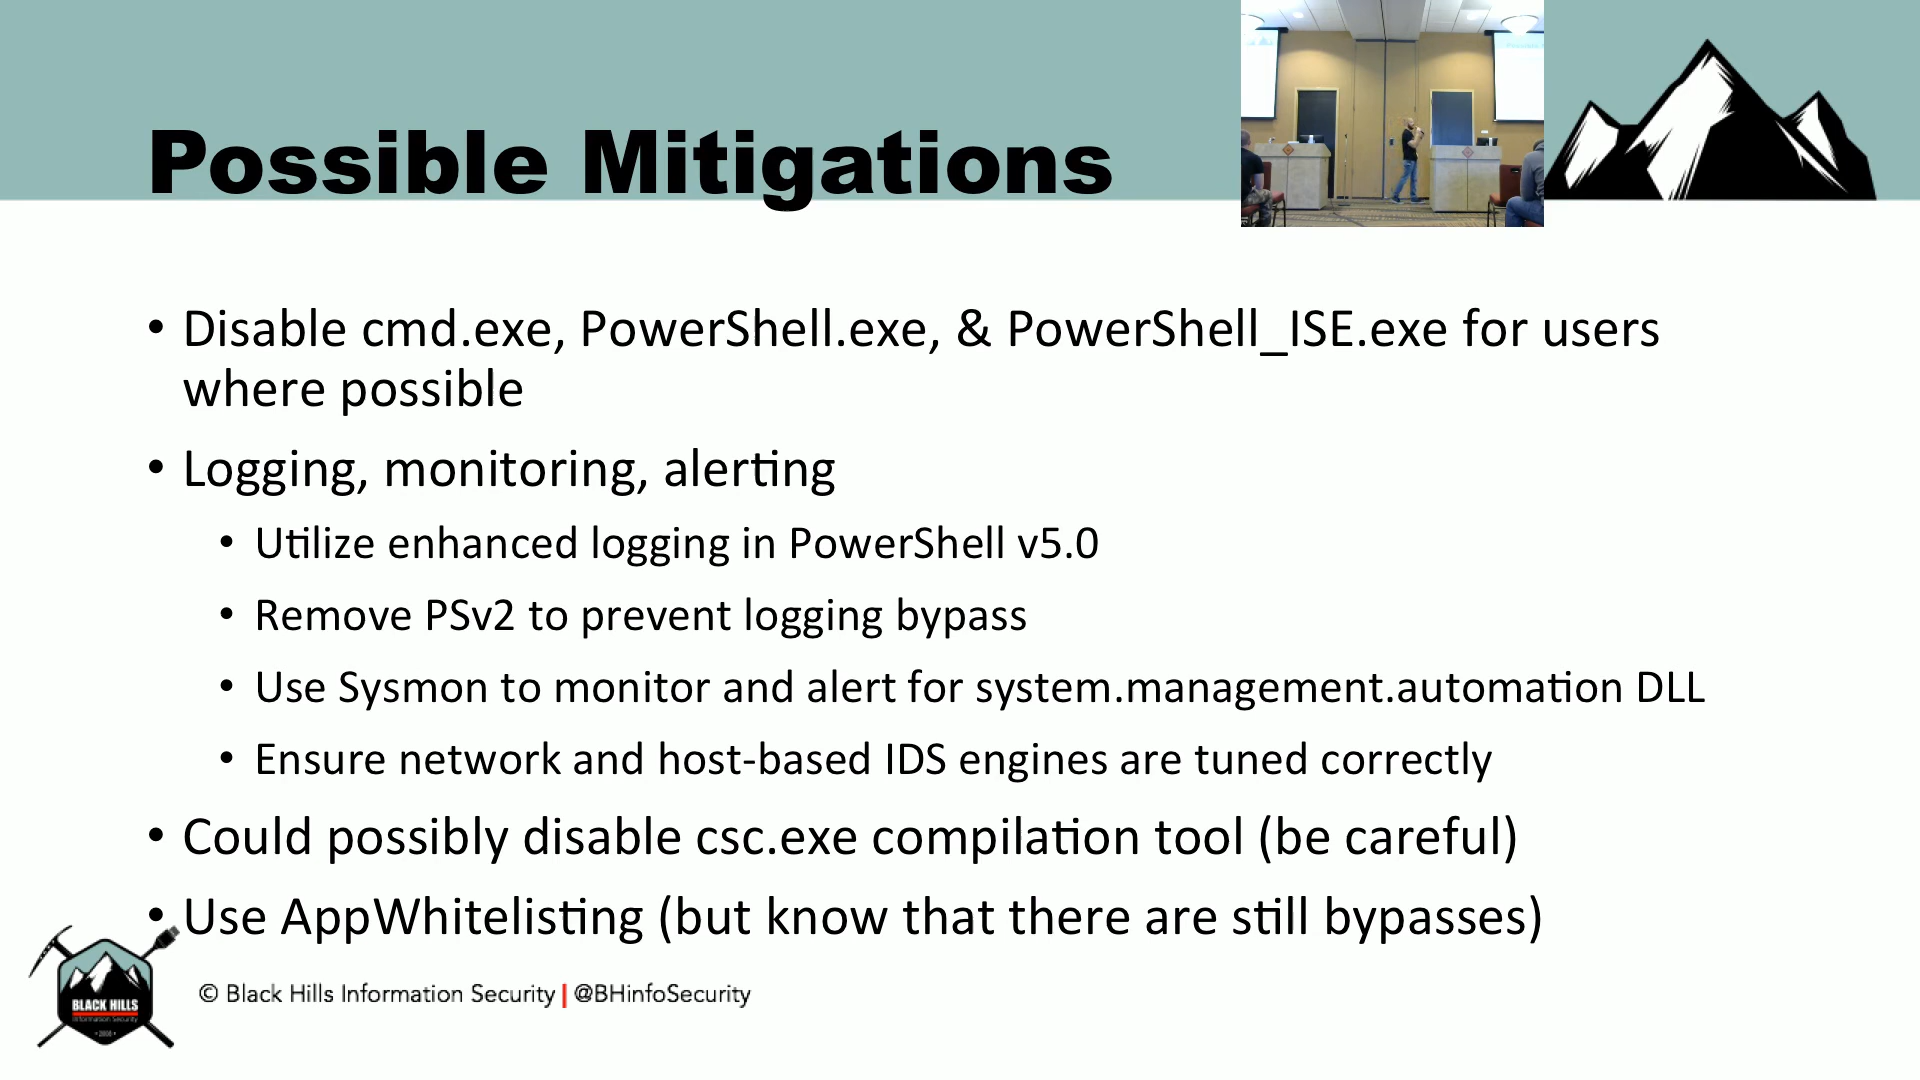 Possible Mitigations
• Disable cmd.exe, PowerShell.exe, & PowerShell_ISE.exe for users
where possible
• Logging, monitoring, alerting
• Utilize enhanced logging in PowerShell v5.0
• Remove PSv2 to prevent logging bypass
• Use Sysmon to monitor and alert for system.management.automation DLL
• Ensure network and host-based IDS engines are tuned correctly
• Could possibly disable csc.exe compilation tool (be careful)
• Use AppWhitelisting (but know that there are still bypasses)
BLACK HILLS
Information Security
• 2008 •
© Black Hills Information Security | @BHinfoSecurity